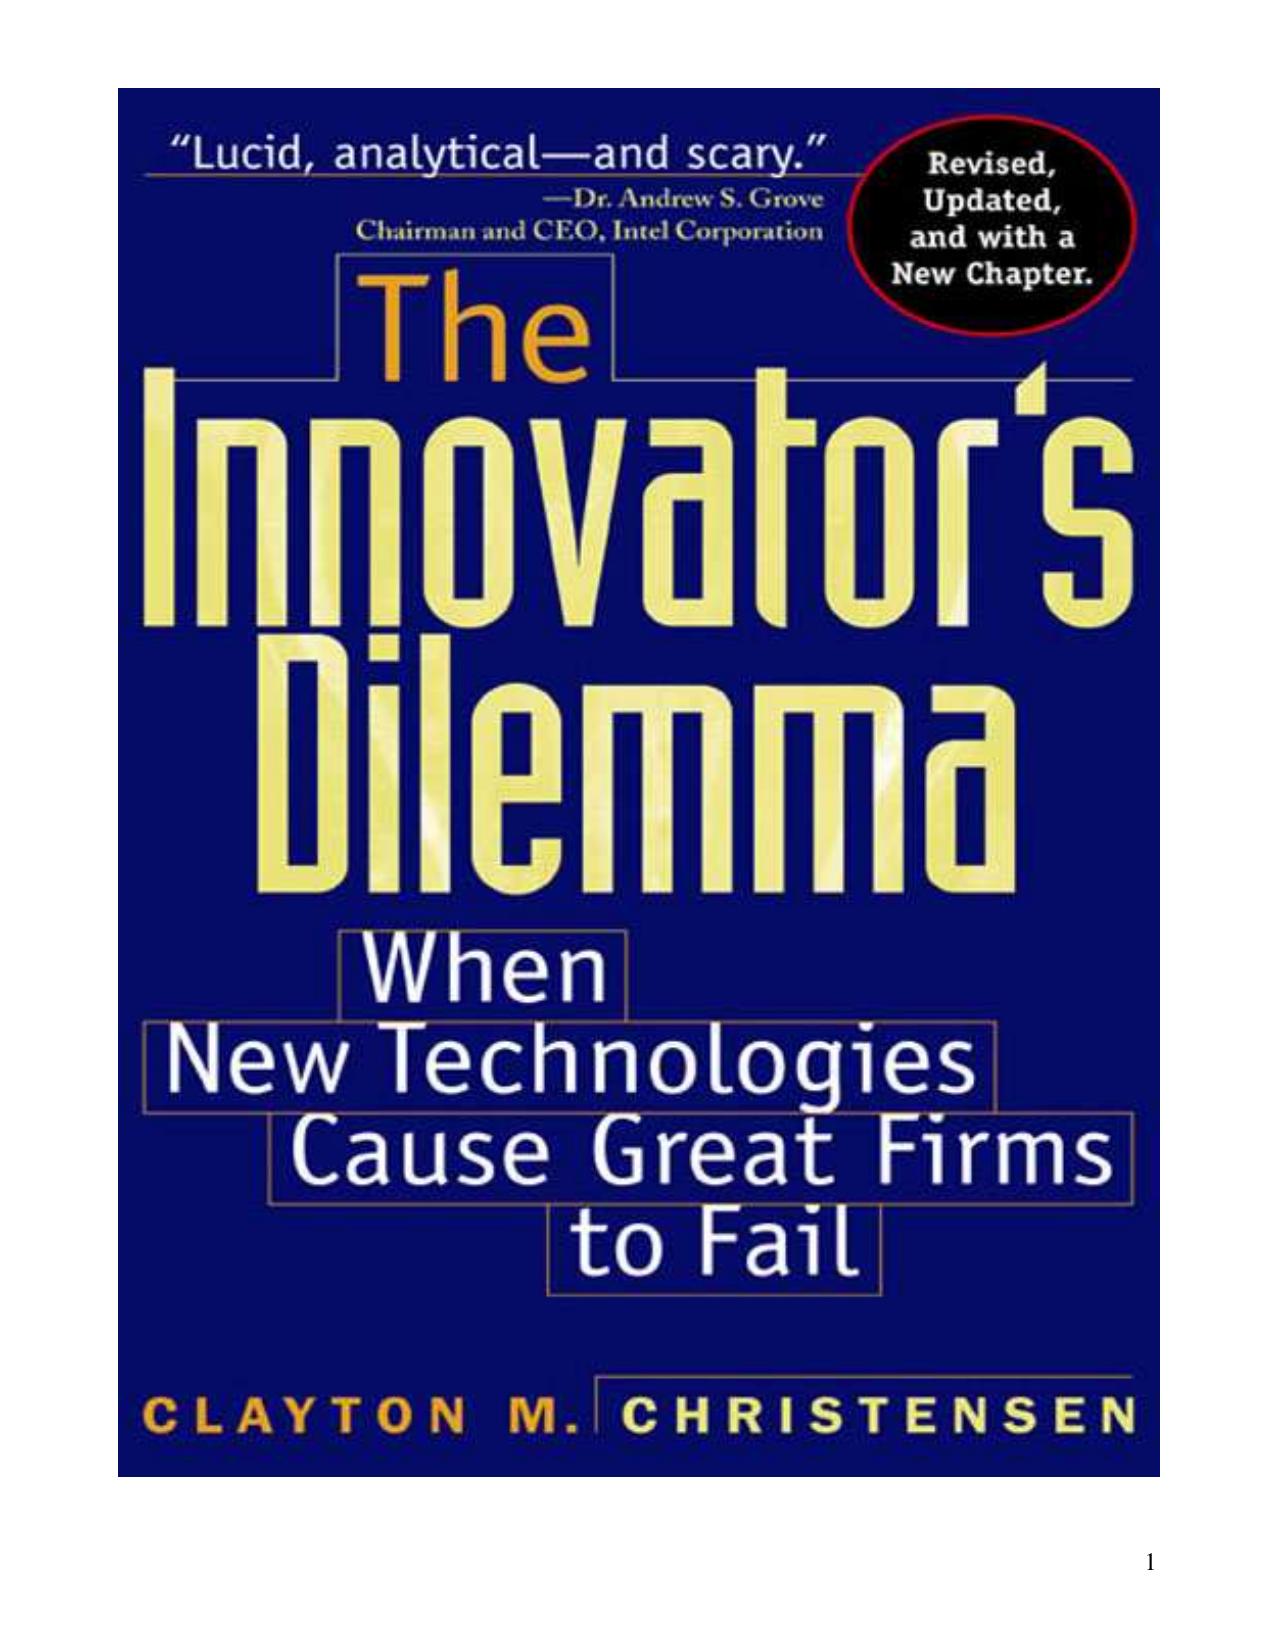 “Lucid, analytical—and scary.”
—Dr. Andrew S. Grove
Chairman and CEO, Intel Corporation
Revised,
Updated,
and with a
New Chapter.
The
Innovator's
Dilemma
When
New Technologies
Cause Great Firms
to Fail
CLAYTON M. CHRISTENSEN
1